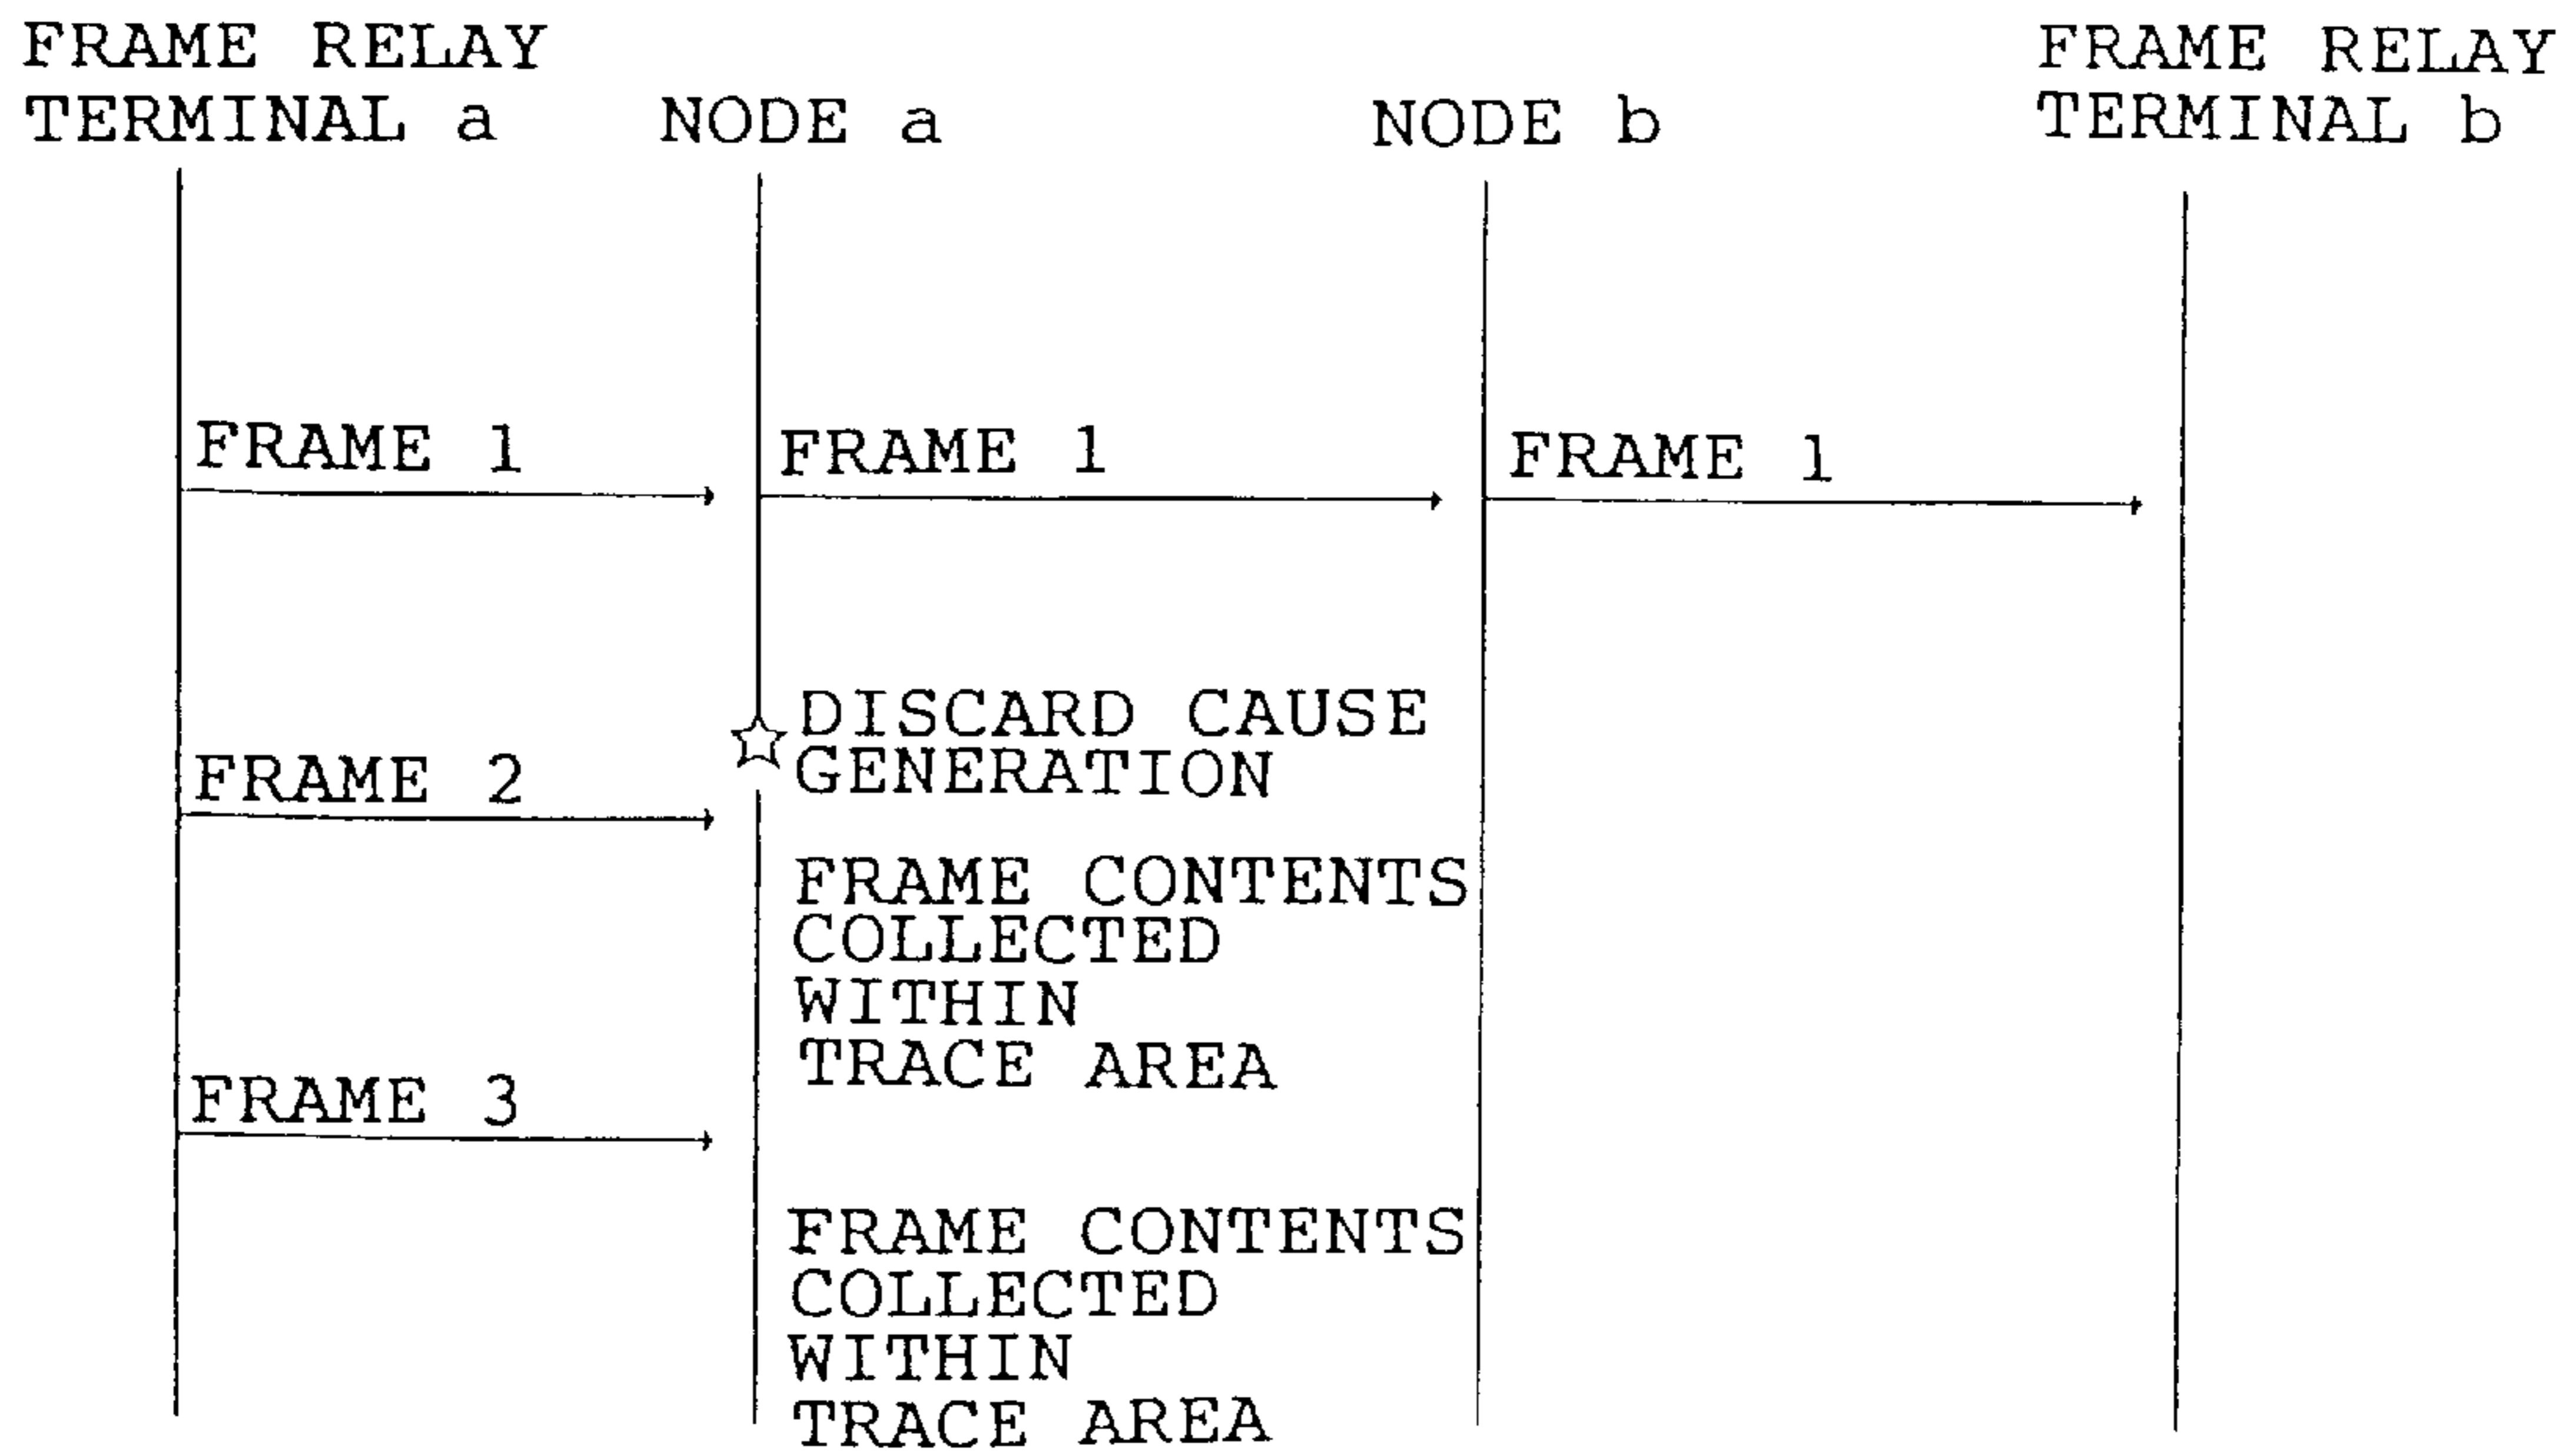 FRAME RELAY
TERMINAL a
NODE a
NODE b
FRAME RELAY
TERMINAL b
FRAME 1
FRAME 1
FRAME 1
DISCARD CAUSE
GENERATION
FRAME 2
FRAME CONTENTS
COLLECTED
WITHIN
TRACE AREA
FRAME 3
FRAME CONTENTS
COLLECTED
WITHIN
TRACE AREA